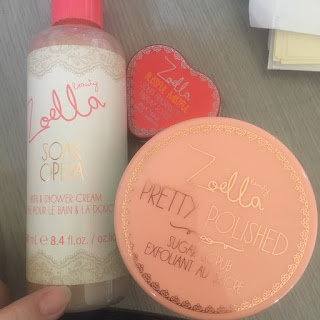 Zoella
beauty
SOAK
OPERA
BATH & SHOWER CREAM
POUR LE BAIN & LA DOUCHE
8.4 fl. oz.
Zoella
beauty
Zoella
beauty
PRETTY POLISHED
SUGAR SCRUB
EXFOLIANT AU SUCRE